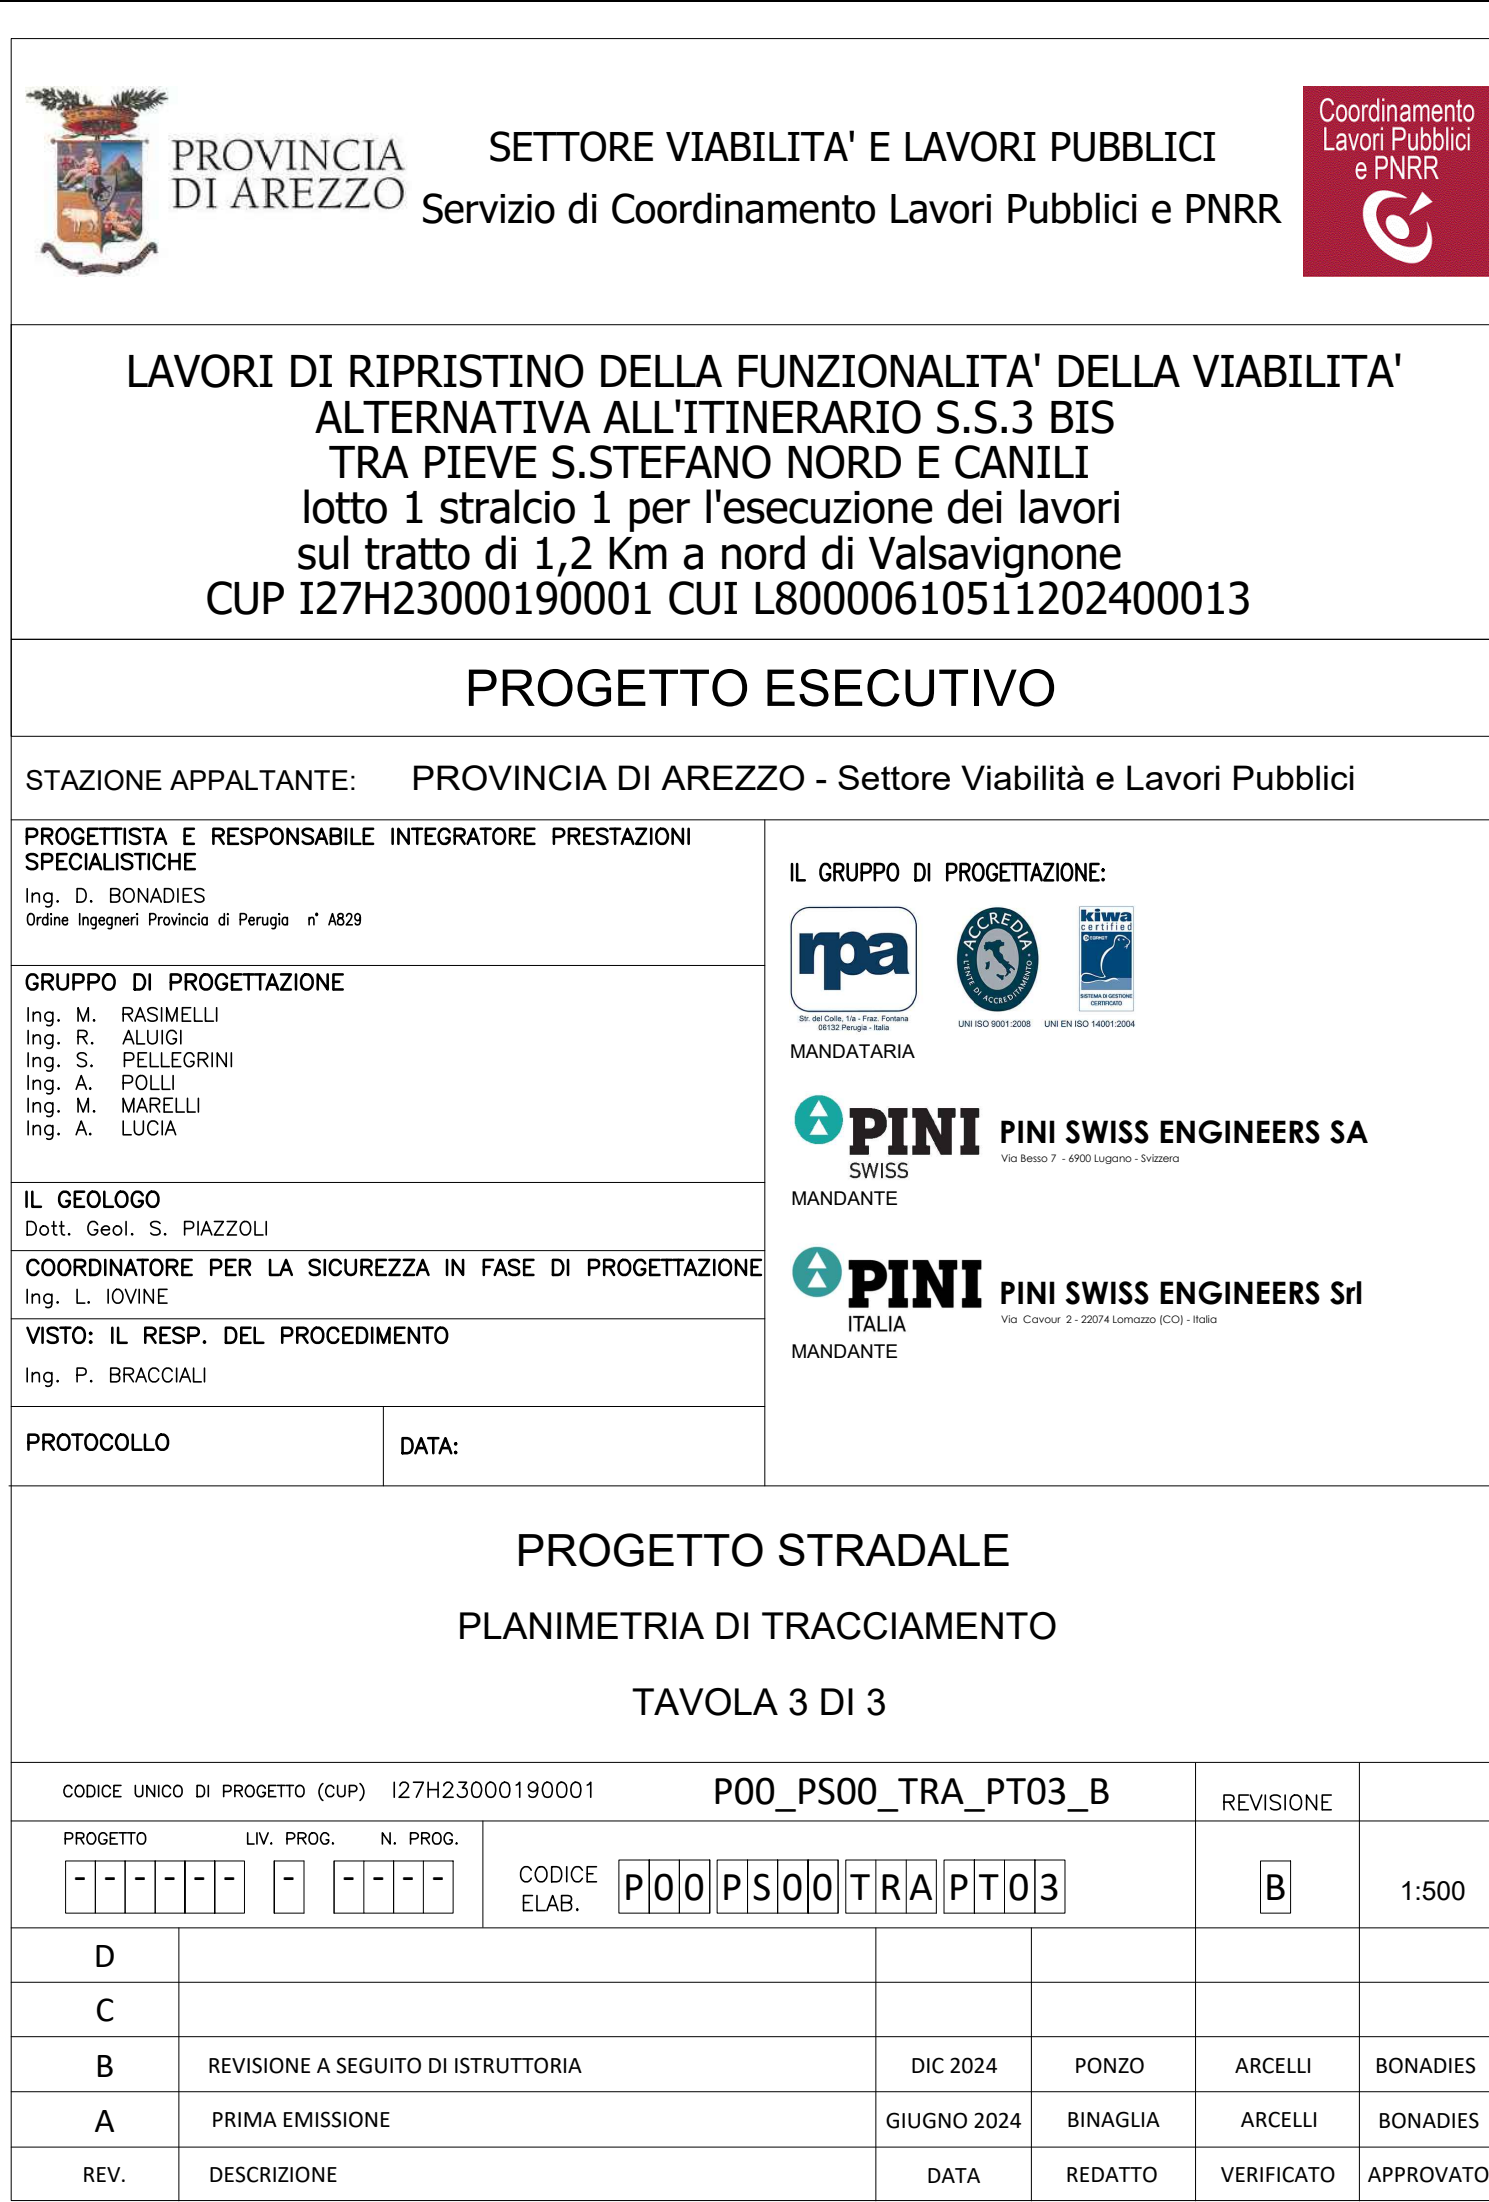 PROVINCIA
DI AREZZO
SETTORE VIABILITA' E LAVORI PUBBLICI
Servizio di Coordinamento Lavori Pubblici e PNRR
Coordinamento
Lavori Pubblici
e PNRR
LAVORI DI RIPRISTINO DELLA FUNZIONALITA' DELLA VIABILITA'
ALTERNATIVA ALL'ITINERARIO S.S.3 BIS
TRA PIEVE S.STEFANO NORD E CANILI
lotto 1 stralcio 1 per l'esecuzione dei lavori
sul tratto di 1,2 Km a nord di Valsavignone
CUP I27H23000190001 CUI L80000610511202400013
PROGETTO ESECUTIVO
STAZIONE APPALTANTE: PROVINCIA DI AREZZO - Settore Viabilità e Lavori Pubblici
PROGETTISTA E RESPONSABILE INTEGRATORE PRESTAZIONI
SPECIALISTICHE
Ing. D. BONADIES
Ordine Ingegneri Provincia di Perugia n° A829
GRUPPO DI PROGETTAZIONE
Ing. M. RASIMELLI
Ing. R. ALUIGI
Ing. S. PELLEGRINI
Ing. A. POLLI
Ing. M. MARELLI
Ing. A. LUCIA
IL GEOLOGO
Dott. Geol. S. PIAZZOLI
COORDINATORE PER LA SICUREZZA IN FASE DI PROGETTAZIONE
Ing. L. IOVINE
VISTO: IL RESP. DEL PROCEDIMENTO
Ing. P. BRACCIALI
PROTOCOLLO
DATA:
IL GRUPPO DI PROGETTAZIONE:
rpa
Str. del Colle, 1/a - Fraz. Fontana
06132 Perugia - Italia
ACCREDIA
L'ENTE DI ACCREDITAMENTO
UNI ISO 9001:2008
kiwa
certified
CERMET
SISTEMA DI GESTIONE
CERTIFICATO
UNI EN ISO 14001:2004
MANDATARIA
PINI
SWISS
PINI SWISS ENGINEERS SA
Via Besso 7 - 6900 Lugano - Svizzera
MANDANTE
PINI
ITALIA
PINI SWISS ENGINEERS Srl
Via Cavour 2 - 22074 Lomazzo (CO) - Italia
MANDANTE
PROGETTO STRADALE
PLANIMETRIA DI TRACCIAMENTO
TAVOLA 3 DI 3
CODICE UNICO DI PROGETTO (CUP) I27H23000190001
P00_PS00_TRA_PT03_B
REVISIONE
PROGETTO LIV. PROG. N. PROG.
- - - - - - - - - - -
CODICE
ELAB.
P00PS00TRAPT03
B
1:500
D
C
B REVISIONE A SEGUITO DI ISTRUTTORIA DIC 2024 PONZO ARCELLI BONADIES
A PRIMA EMISSIONE GIUGNO 2024 BINAGLIA ARCELLI BONADIES
REV. DESCRIZIONE DATA REDATTO VERIFICATO APPROVATO